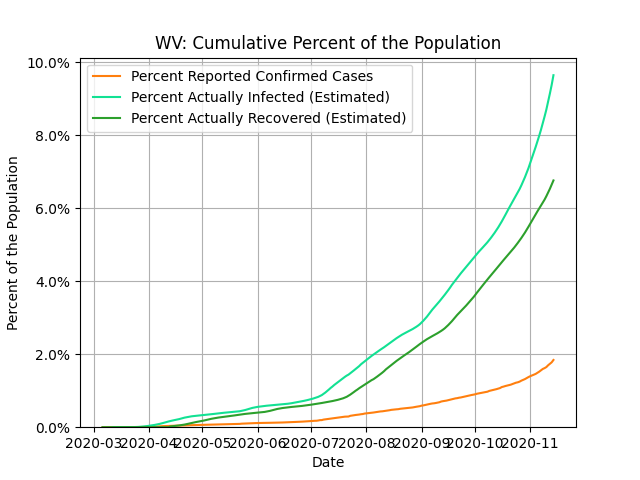 WV: Cumulative Percent of the Population
Percent Reported Confirmed Cases
Percent Actually Infected (Estimated)
Percent Actually Recovered (Estimated)
Percent of the Population
10.0%
8.0%
6.0%
4.0%
2.0%
0.0%
2020-03 2020-04 2020-05 2020-06 2020-07 2020-08 2020-09 2020-10 2020-11
Date